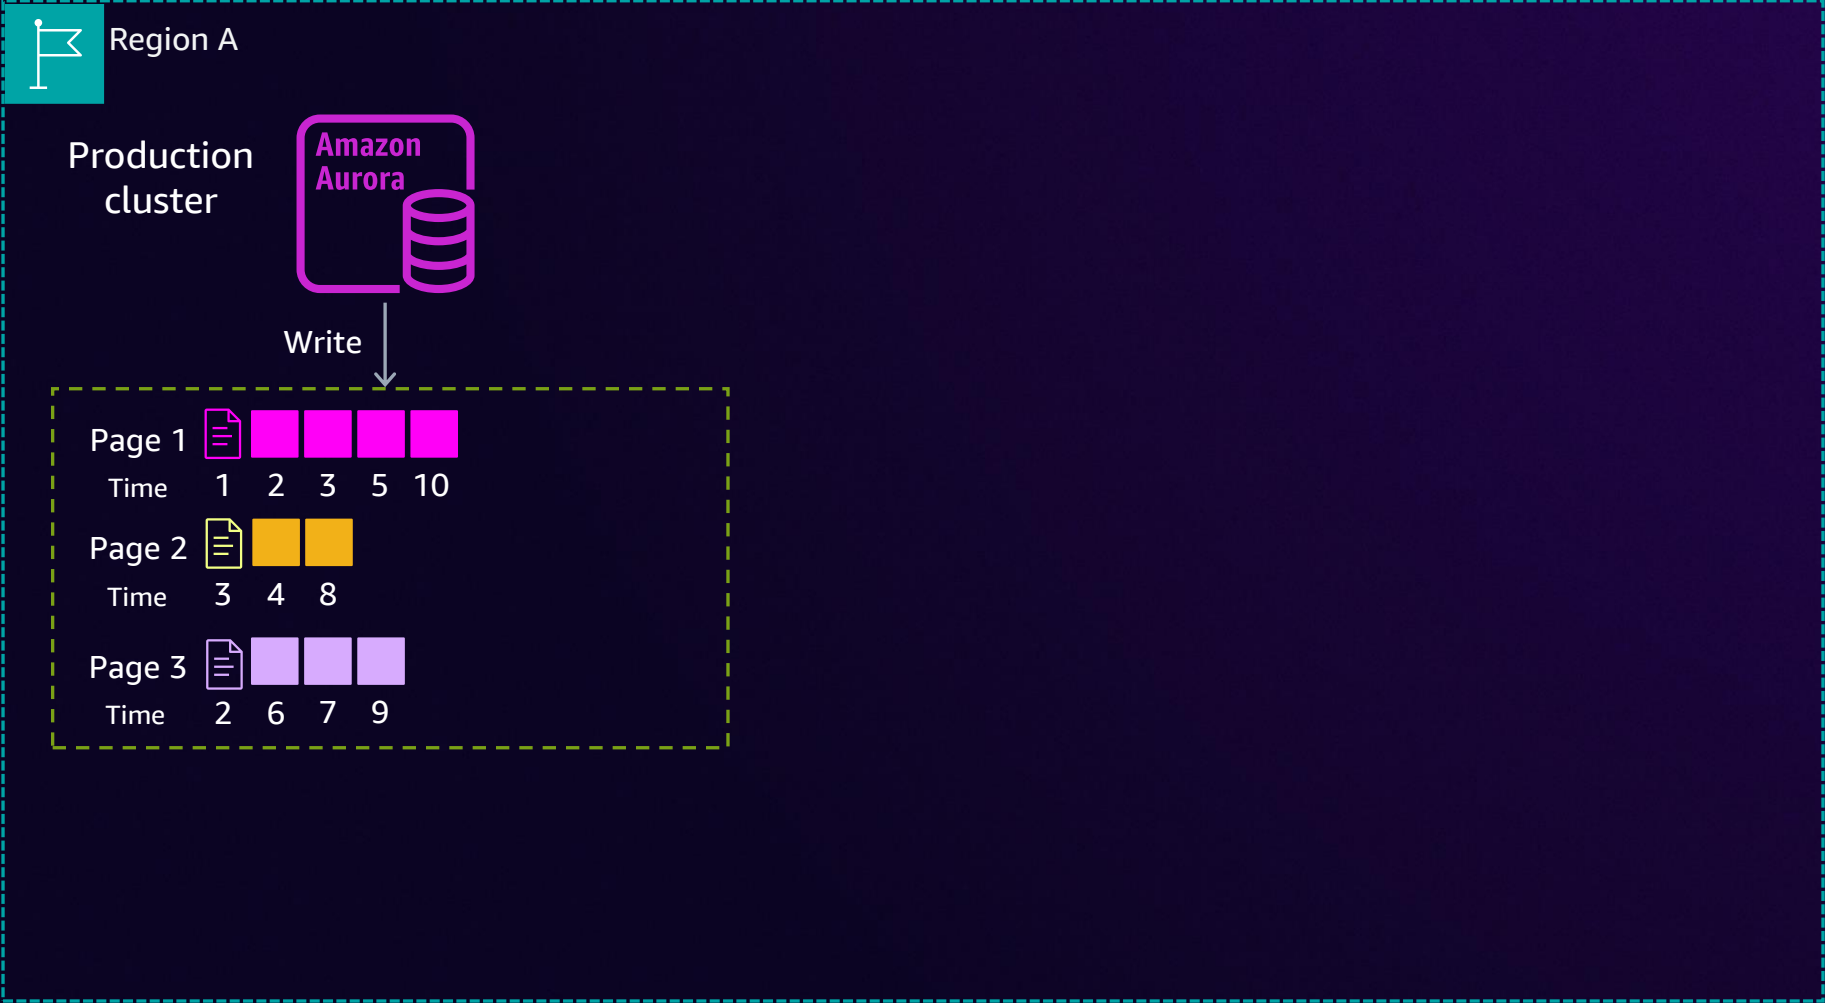 Region A
Production
cluster
Amazon
Aurora
Write
Page 1
Time 1 2 3 5 10
Page 2
Time 3 4 8
Page 3
Time 2 6 7 9